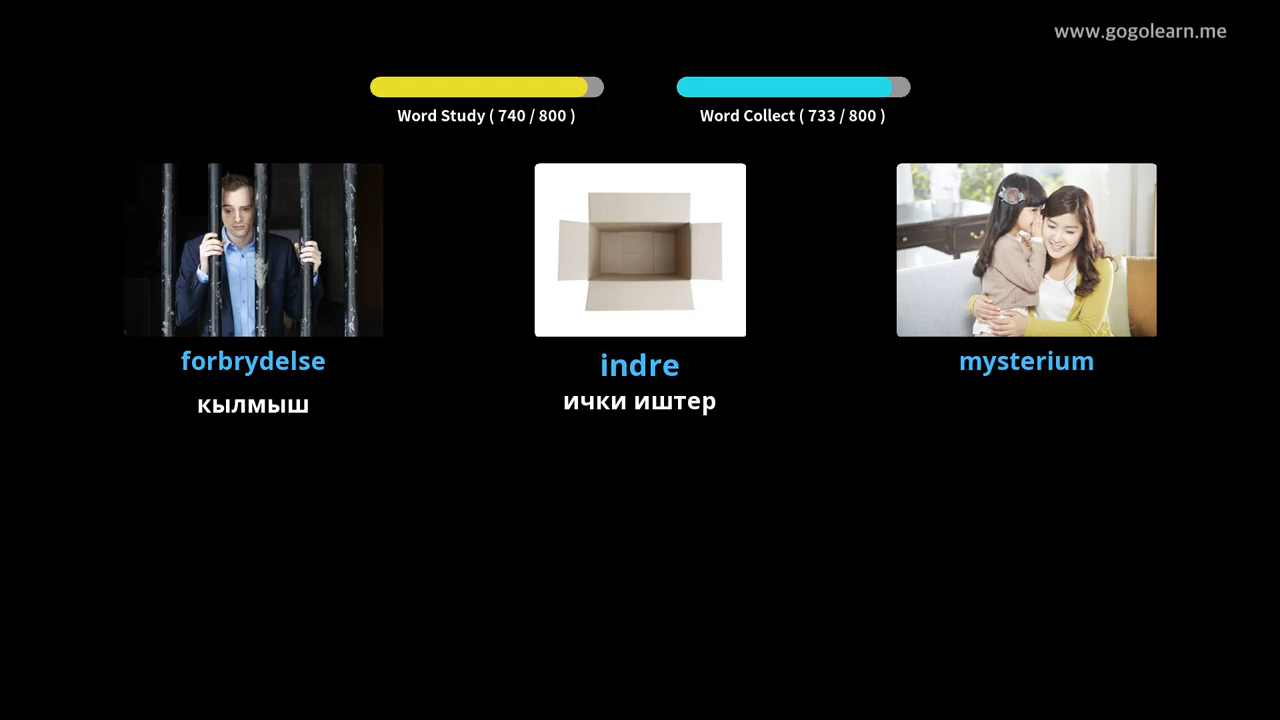 www.gogolearn.me
Word Study ( 740 / 800 )
Word Collect ( 733 / 800 )
forbrydelse
кылмыш
indre
ички иштер
mysterium